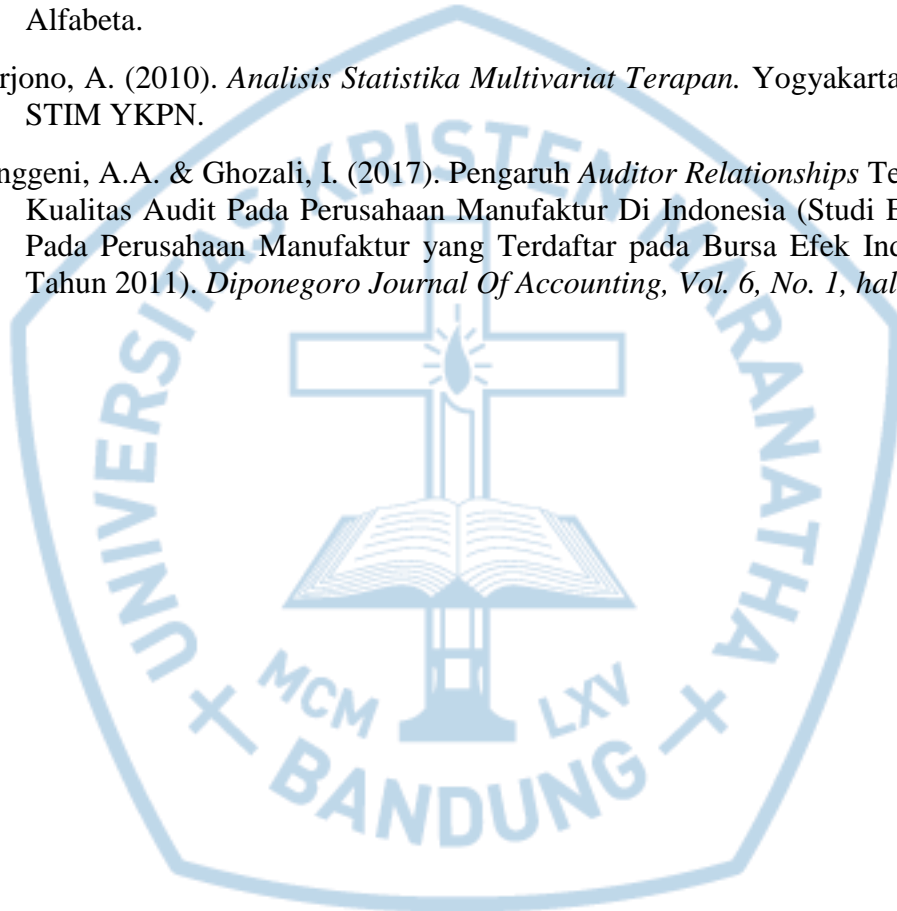 Alfabeta.
rjono, A. (2010). Analisis Statistika Multivariat Terapan. Yogyakarta
STIM YKPN.
nggeni, A.A. & Ghozali, I. (2017). Pengaruh Auditor Relationships Te
Kualitas Audit Pada Perusahaan Manufaktur Di Indonesia (Studi E
Pada Perusahaan Manufaktur yang Terdaftar pada Bursa Efek Ind
Tahun 2011). Diponegoro Journal Of Accounting, Vol. 6, No. 1, hal
UNIVERSITAS KRISTEN MARANATHA
MCM LXV
BANDUNG